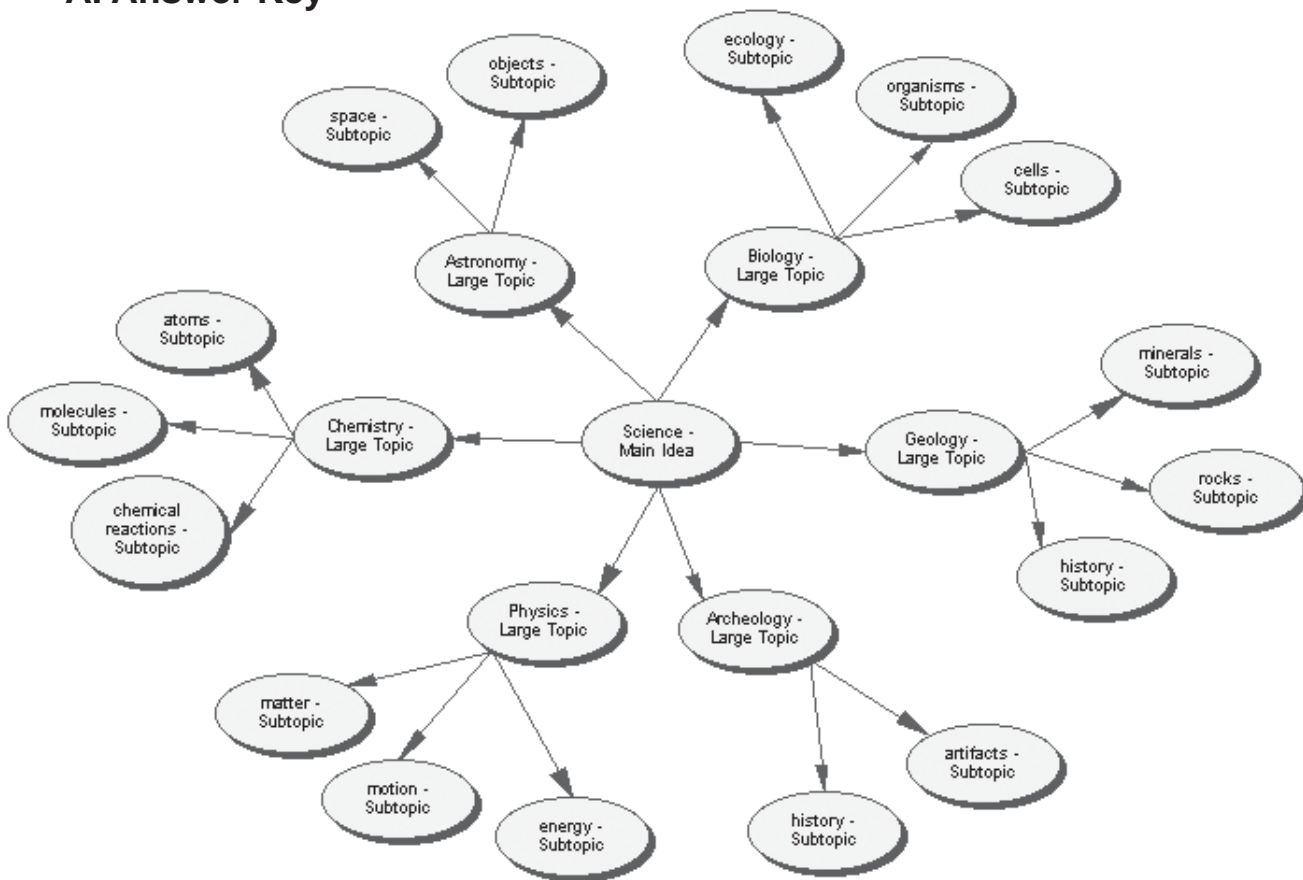 A. Answer Key
ecology -
Subtopic
objects -
Subtopic
organisms -
Subtopic
space -
Subtopic
cells -
Subtopic
Astronomy -
Large Topic
Biology -
Large Topic
atoms -
Subtopic
minerals -
Subtopic
molecules -
Subtopic
Chemistry -
Large Topic
Science -
Main Idea
Geology -
Large Topic
rocks -
Subtopic
chemical
reactions -
Subtopic
history -
Subtopic
Physics -
Large Topic
Archeology -
Large Topic
matter -
Subtopic
artifacts -
Subtopic
motion -
Subtopic
energy -
Subtopic
history -
Subtopic